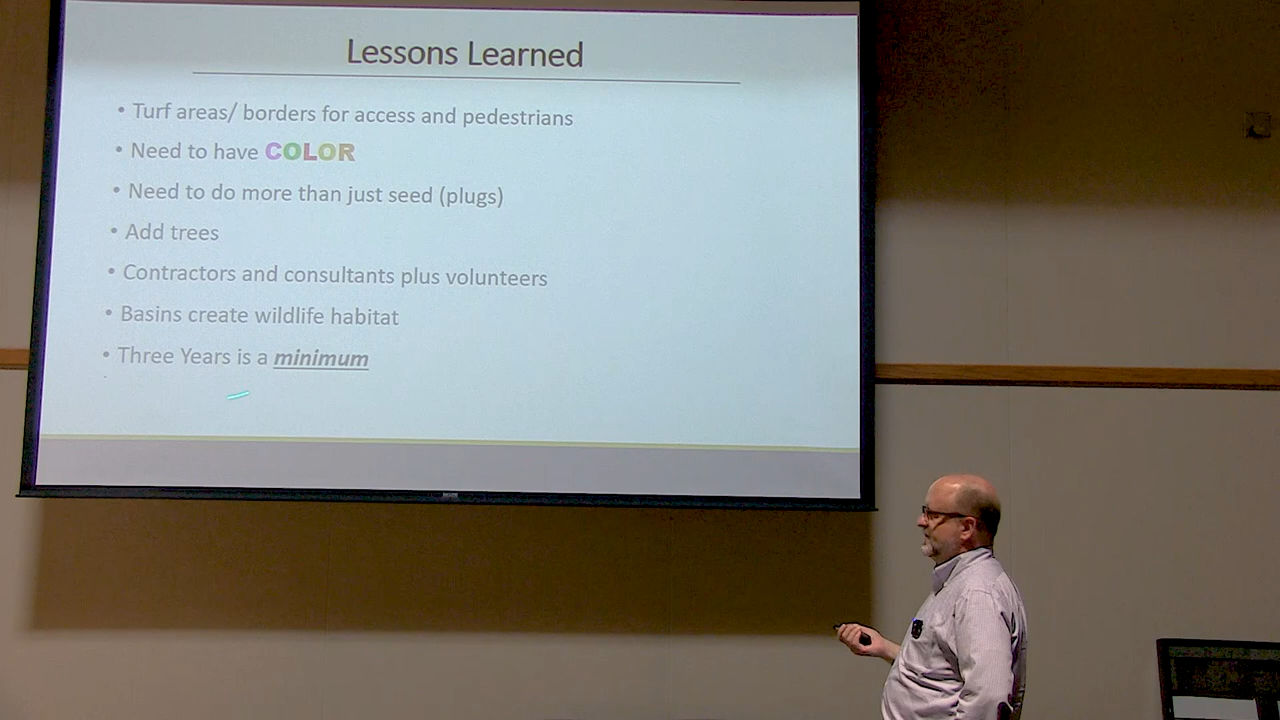 Lessons Learned
• Turf areas/ borders for access and pedestrians
• Need to have COLOR
• Need to do more than just seed (plugs)
• Add trees
• Contractors and consultants plus volunteers
• Basins create wildlife habitat
• Three Years is a minimum